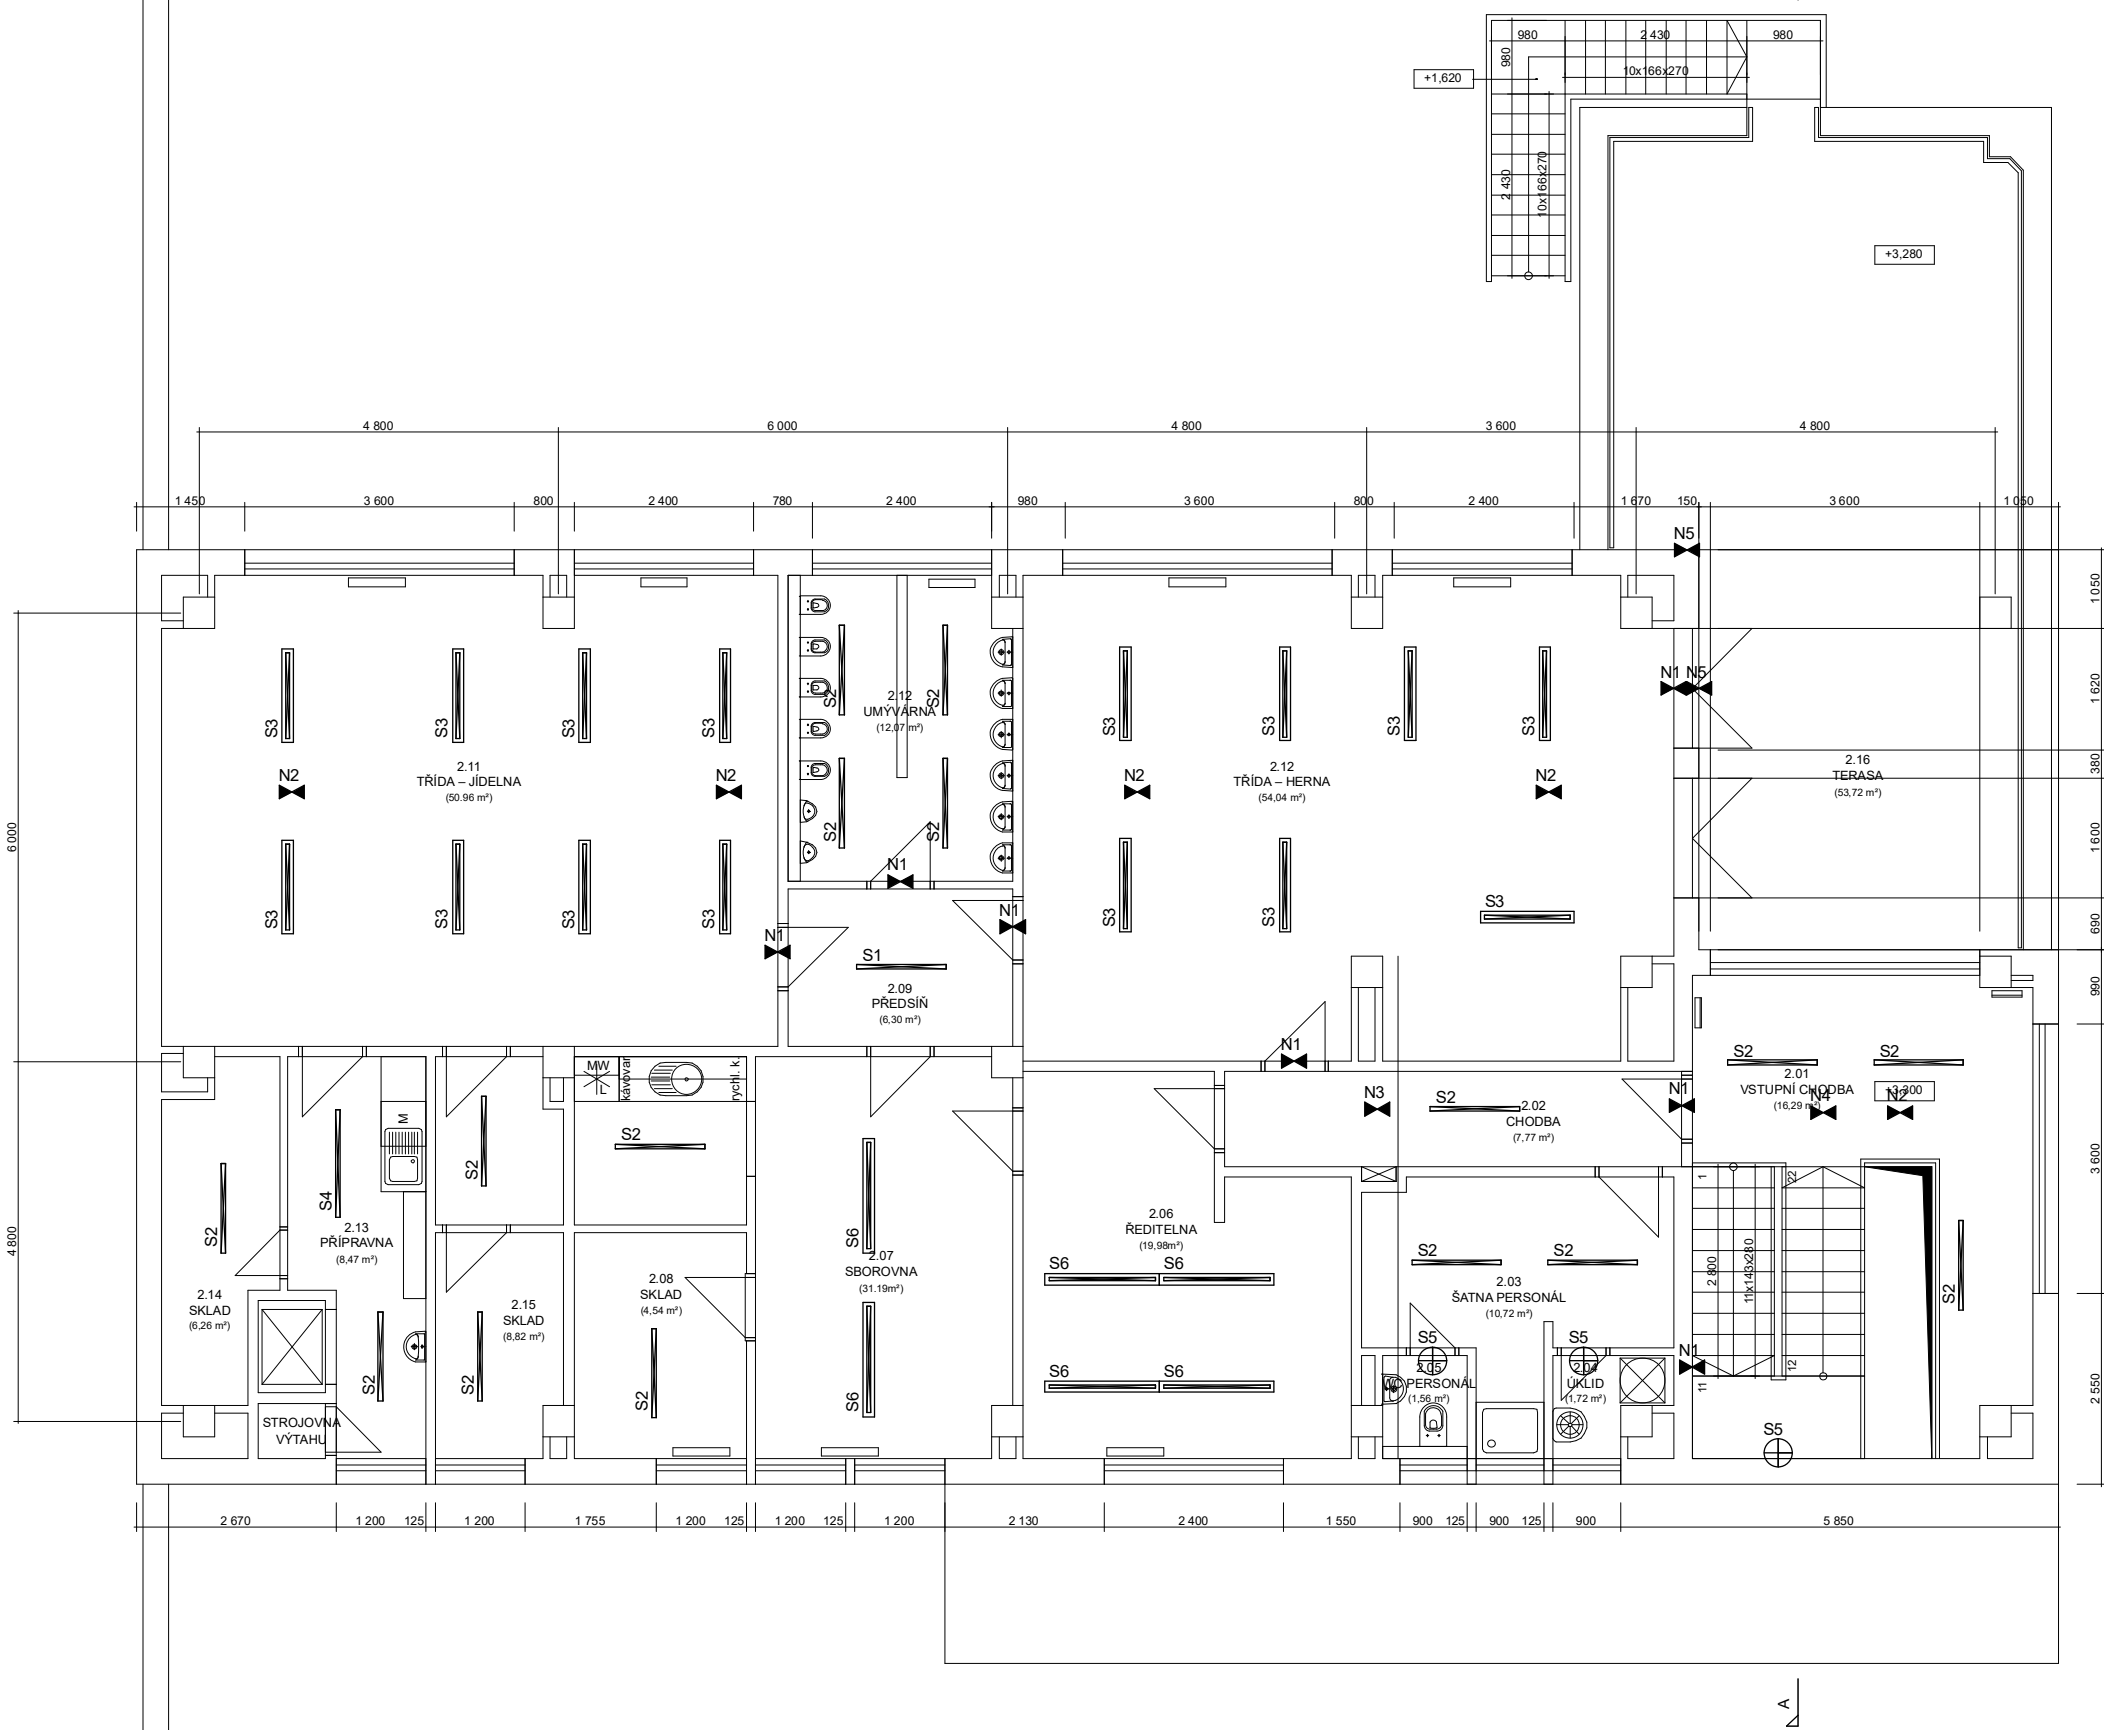 980
2 430
980
980
+1,620
10x166x270
2 430
10x166x270
+3,280
4 800
6 000
4 800
3 600
4 800
1 450
3 600
800
2 400
780
2 400
980
3 600
800
2 400
1 670
150
3 600
1 050
N5
1 050
S3
S3
S3
S3
S2
S2
2.12
UMÝVÁRNA
(12,07 m²)
S3
S3
S3
S3
N1
N5
1 620
2.11
TŘÍDA – JÍDELNA
(50.96 m²)
N2
N2
2.12
TŘÍDA – HERNA
(54,04 m²)
N2
N2
2.16
TERASA
(53,72 m²)
380
6 000
S2
S2
N1
1 600
S3
S3
S3
S3
S3
S3
S3
N1
N1
S1
2.09
PŘEDSÍŇ
(6,30 m²)
690
990
MW
L
kávovar
rychl. k.
N1
S2
S2
2.01
VSTUPNÍ CHODBA
(16,29 m²)
+3,300
N4
N2
N1
N3
S2
2.02
CHODBA
(7,77 m²)
M
S2
S2
S4
S2
2.13
PŘÍPRAVNA
(8,47 m²)
S6
2.07
SBOROVNA
(31.19m²)
2.06
ŘEDITELNA
(19,98m²)
S6
S6
S2
S2
2.03
ŠATNA PERSONÁL
(10,72 m²)
1
22
2 800
11x143x280
S2
3 600
4 800
2.14
SKLAD
(6,26 m²)
2.15
SKLAD
(8,82 m²)
2.08
SKLAD
(4,54 m²)
S2
S2
S2
S6
S6
S6
S5
2.05
WC PERSONÁL
(1,56 m²)
S5
2.04
ÚKLID
(1,72 m²)
N1
12
11
2 550
STROJOVNA
VÝTAHU
S5
2 670
1 200
125
1 200
1 755
1 200
125
1 200
125
1 200
2 130
2 400
1 550
900
125
900
125
900
5 850
A